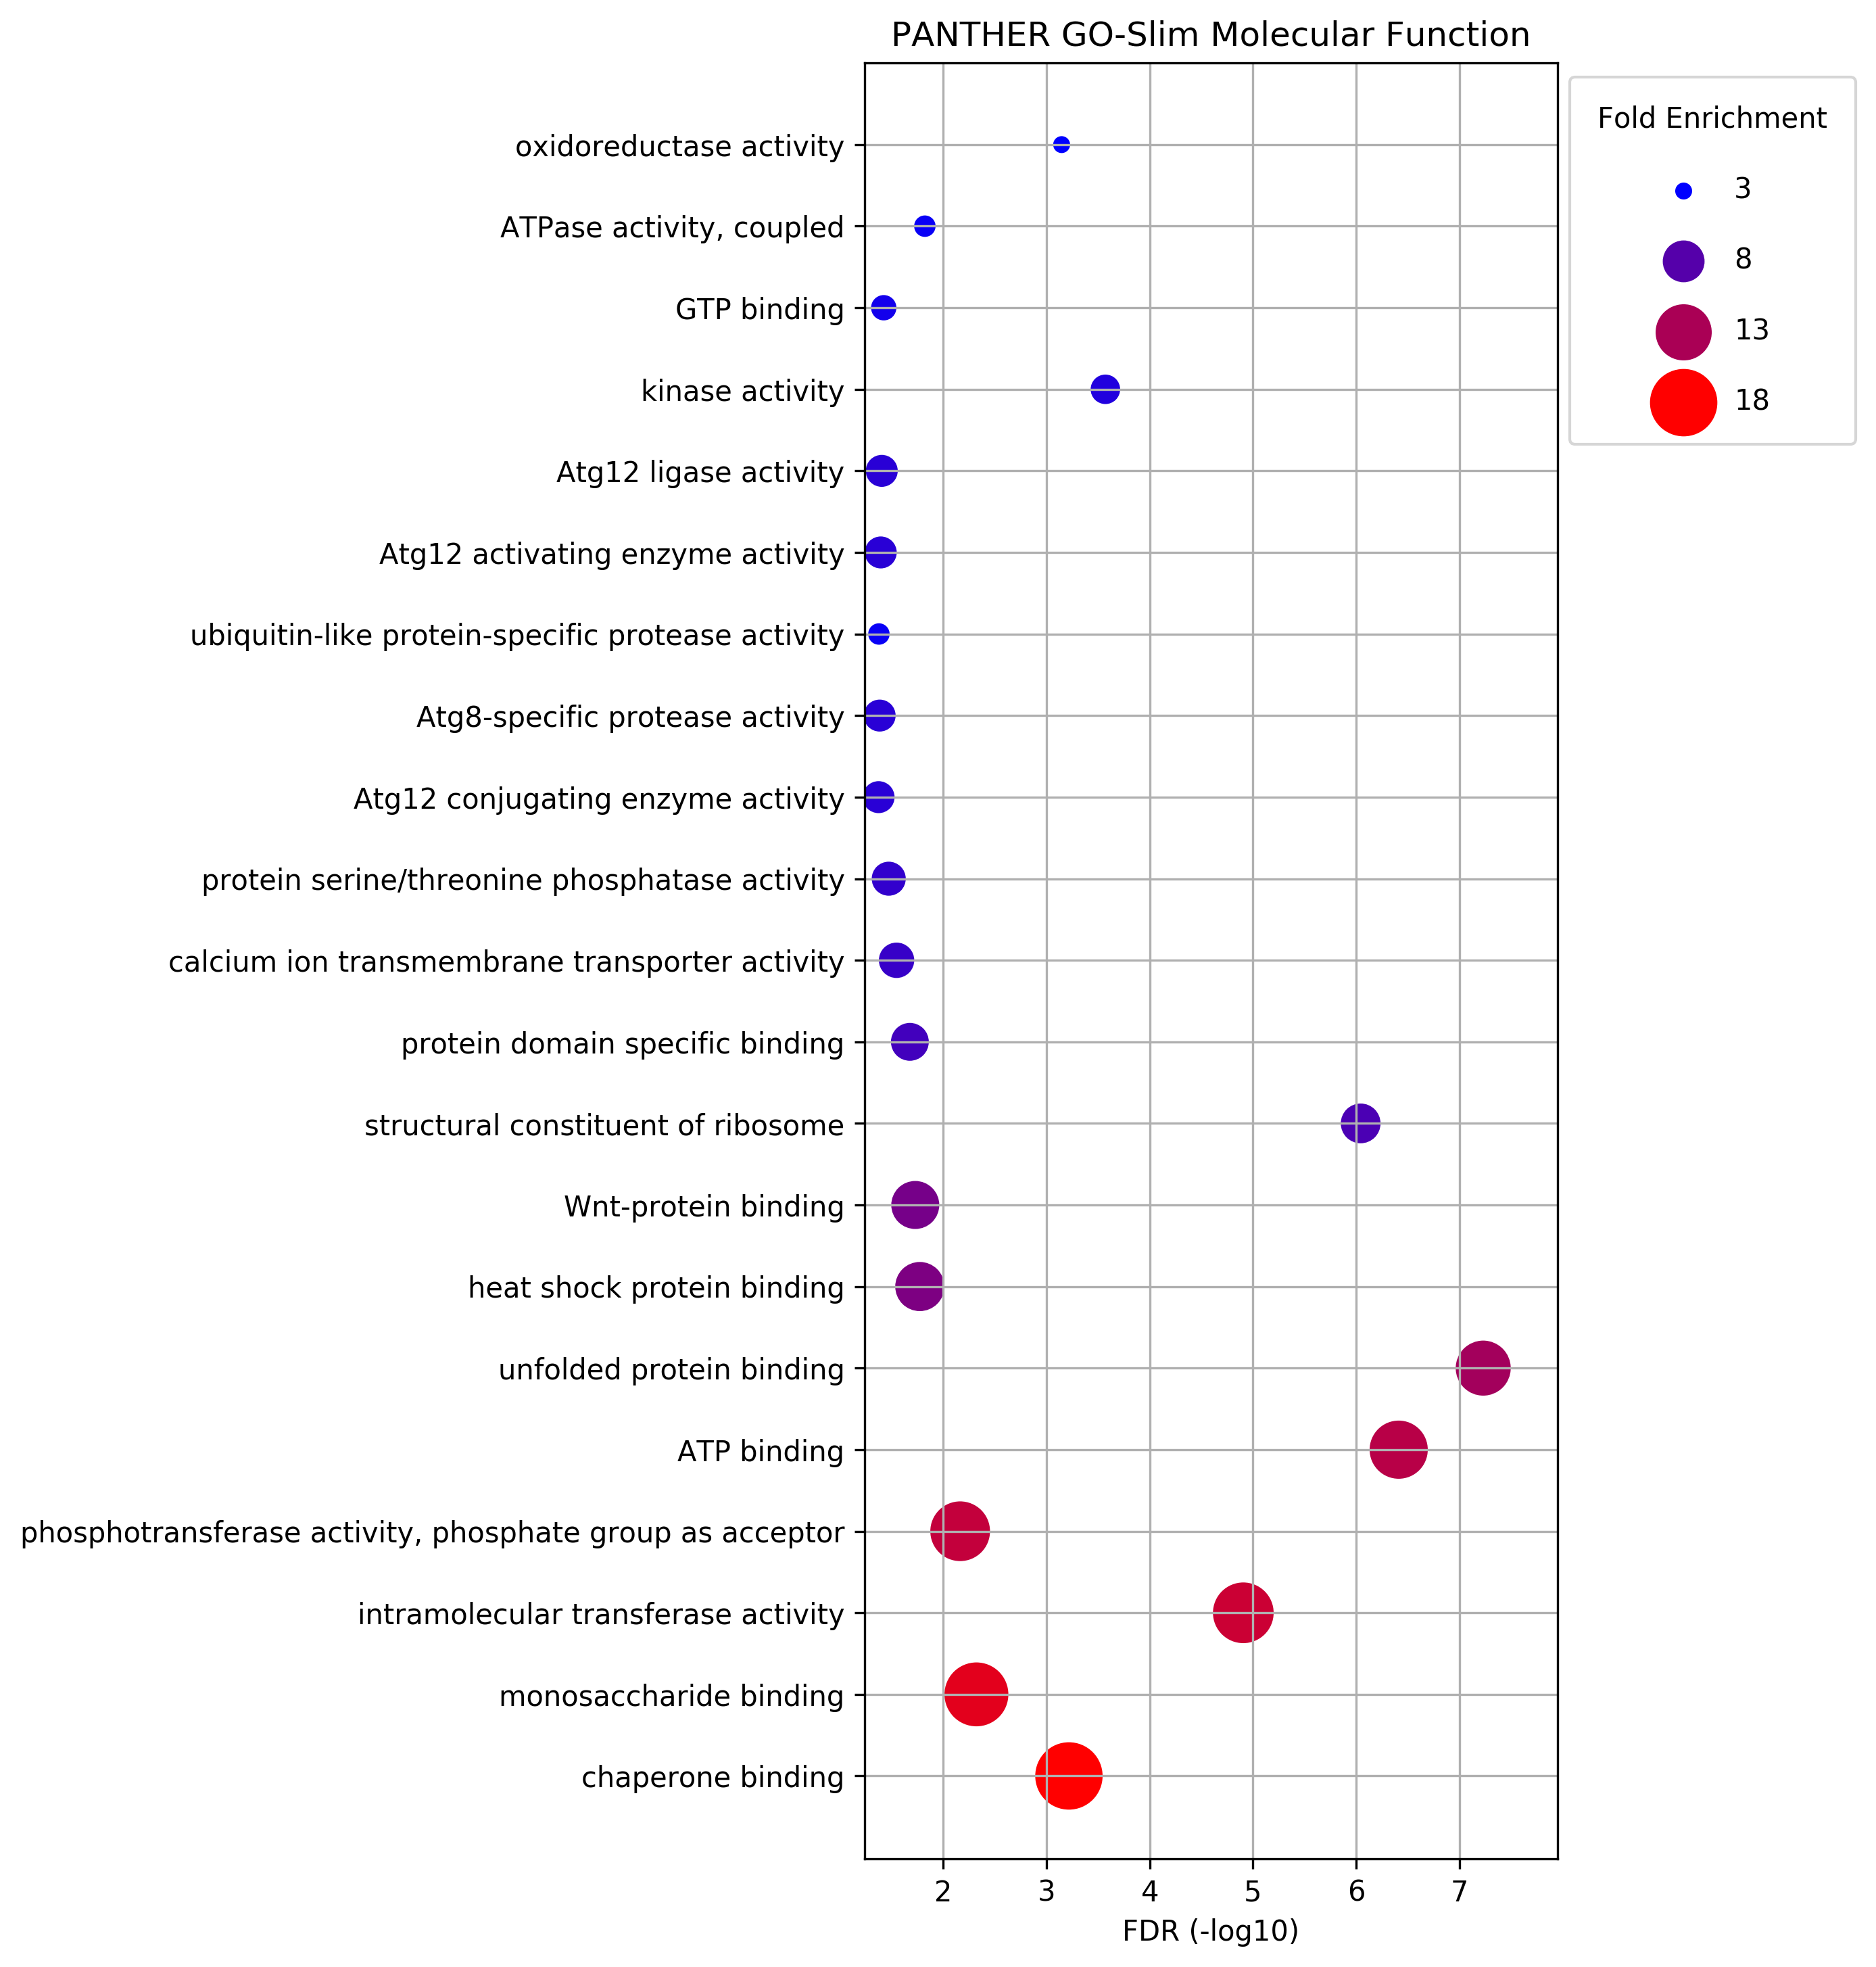 PANTHER GO-Slim Molecular Function
Fold Enrichment
3
8
13
18
oxidoreductase activity
ATPase activity, coupled
GTP binding
kinase activity
Atg12 ligase activity
Atg12 activating enzyme activity
ubiquitin-like protein-specific protease activity
Atg8-specific protease activity
Atg12 conjugating enzyme activity
protein serine/threonine phosphatase activity
calcium ion transmembrane transporter activity
protein domain specific binding
structural constituent of ribosome
Wnt-protein binding
heat shock protein binding
unfolded protein binding
ATP binding
phosphotransferase activity, phosphate group as acceptor
intramolecular transferase activity
monosaccharide binding
chaperone binding
2 3 4 5 6 7
FDR (-log10)